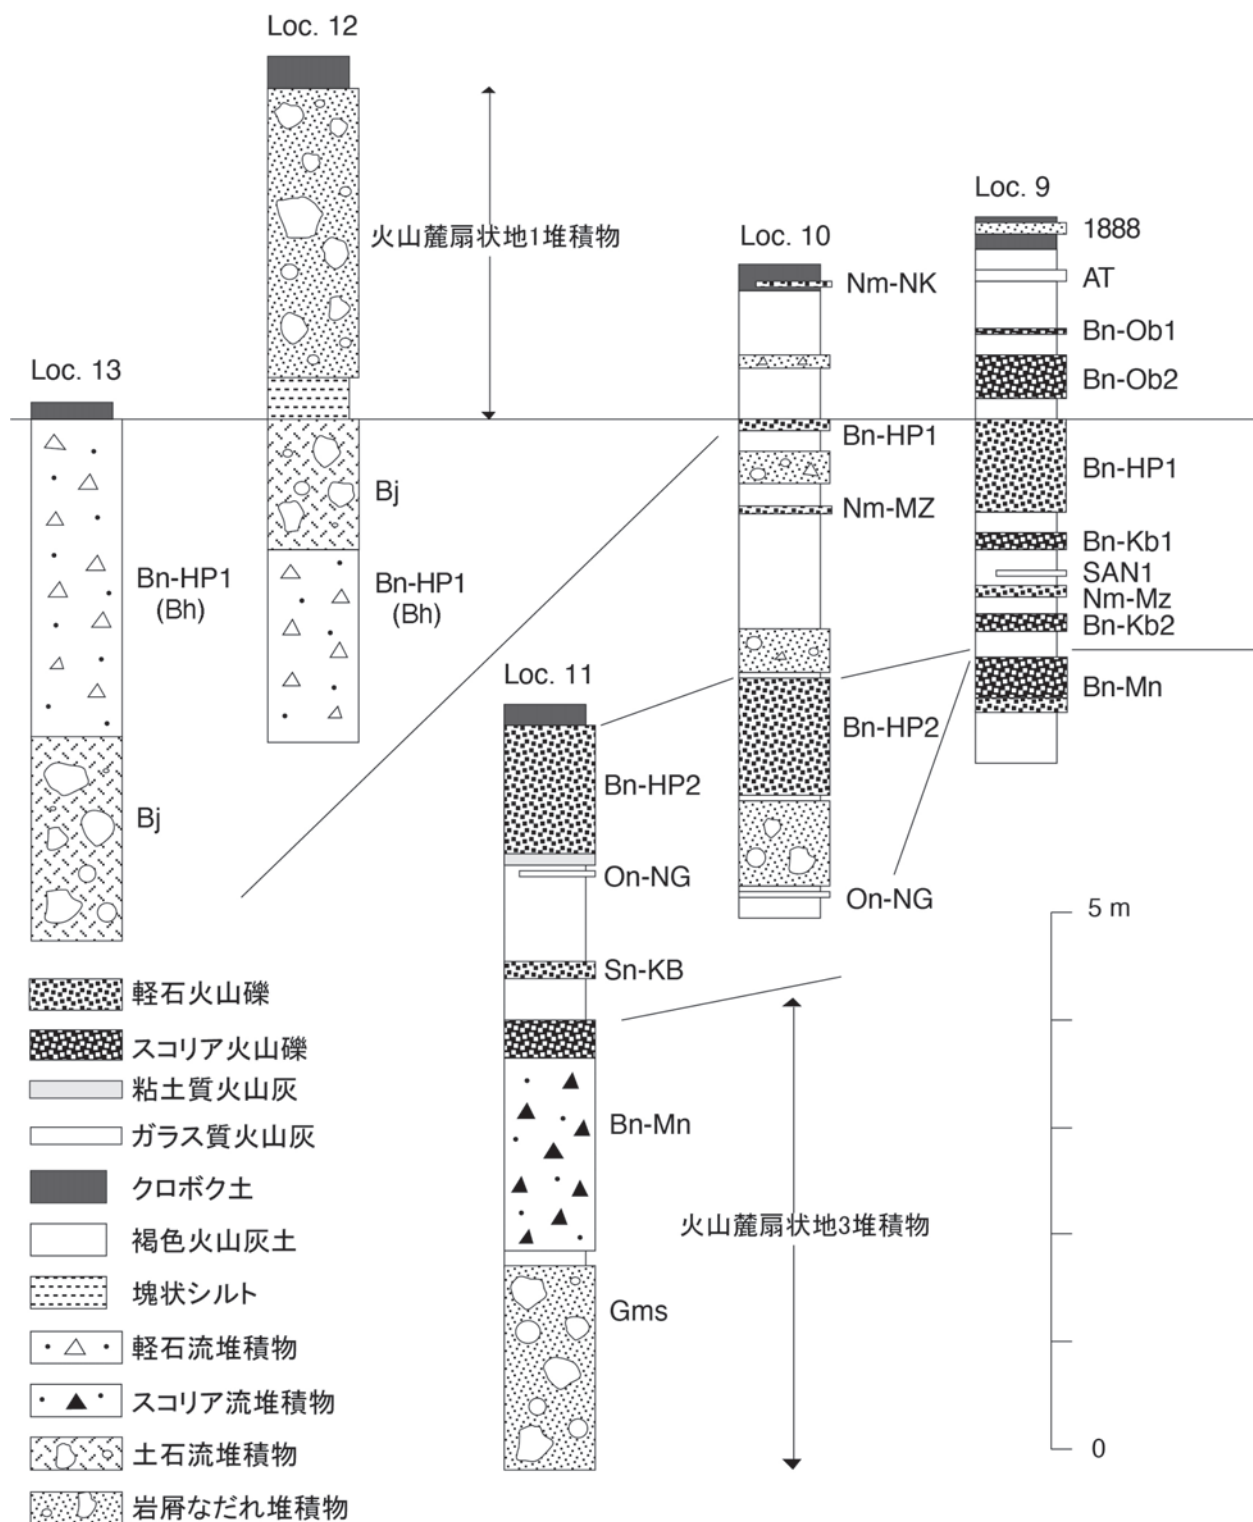 Loc. 12
火山麓扇状地1堆積物
Bj
Bn-HP1
(Bh)
Loc. 13
Bn-HP1
(Bh)
Bj
Loc. 10
Nm-NK
Bn-HP1
Nm-MZ
Bn-HP2
On-NG
Loc. 9
1888
AT
Bn-Ob1
Bn-Ob2
Bn-HP1
Bn-Kb1
SAN1
Nm-Mz
Bn-Kb2
Bn-Mn
Loc. 11
Bn-HP2
On-NG
Sn-KB
Bn-Mn
Gms
火山麓扇状地3堆積物
5 m
0
軽石火山礫
スコリア火山礫
粘土質火山灰
ガラス質火山灰
クロボク土
褐色火山灰土
塊状シルト
軽石流堆積物
スコリア流堆積物
土石流堆積物
岩屑なだれ堆積物